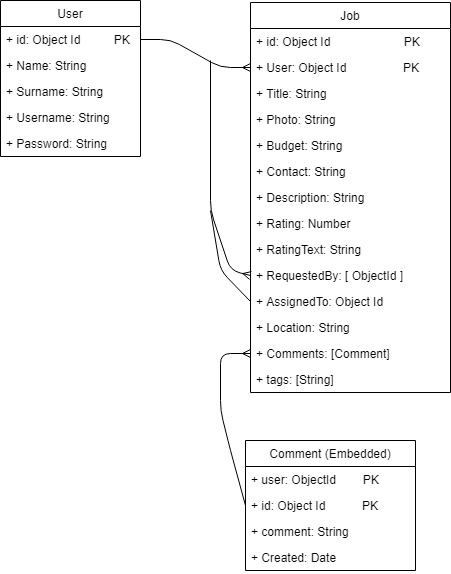 User
+ id: Object Id PK
+ Name: String
+ Surname: String
+ Username: String
+ Password: String
Job
+ id: Object Id PK
+ User: Object Id PK
+ Title: String
+ Photo: String
+ Budget: String
+ Contact: String
+ Description: String
+ Rating: Number
+ RatingText: String
+ RequestedBy: [ ObjectId ]
+ AssignedTo: Object Id
+ Location: String
+ Comments: [Comment]
+ tags: [String]
Comment (Embedded)
+ user: ObjectId PK
+ id: Object Id PK
+ comment: String
+ Created: Date